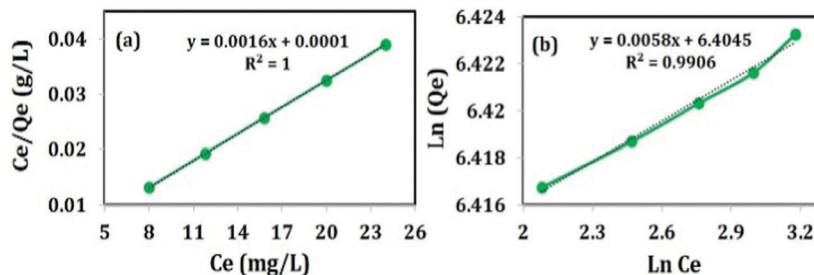 (a)
y = 0.0016x + 0.0001
R² = 1
Ce/Qe (g/L)
0.04
0.03
0.02
0.01
5 8 11 14 17 20 23 26
Ce (mg/L)
(b)
y = 0.0058x + 6.4045
R² = 0.9906
Ln (Qe)
6.424
6.422
6.42
6.418
6.416
2 2.3 2.6 2.9 3.2
Ln Ce